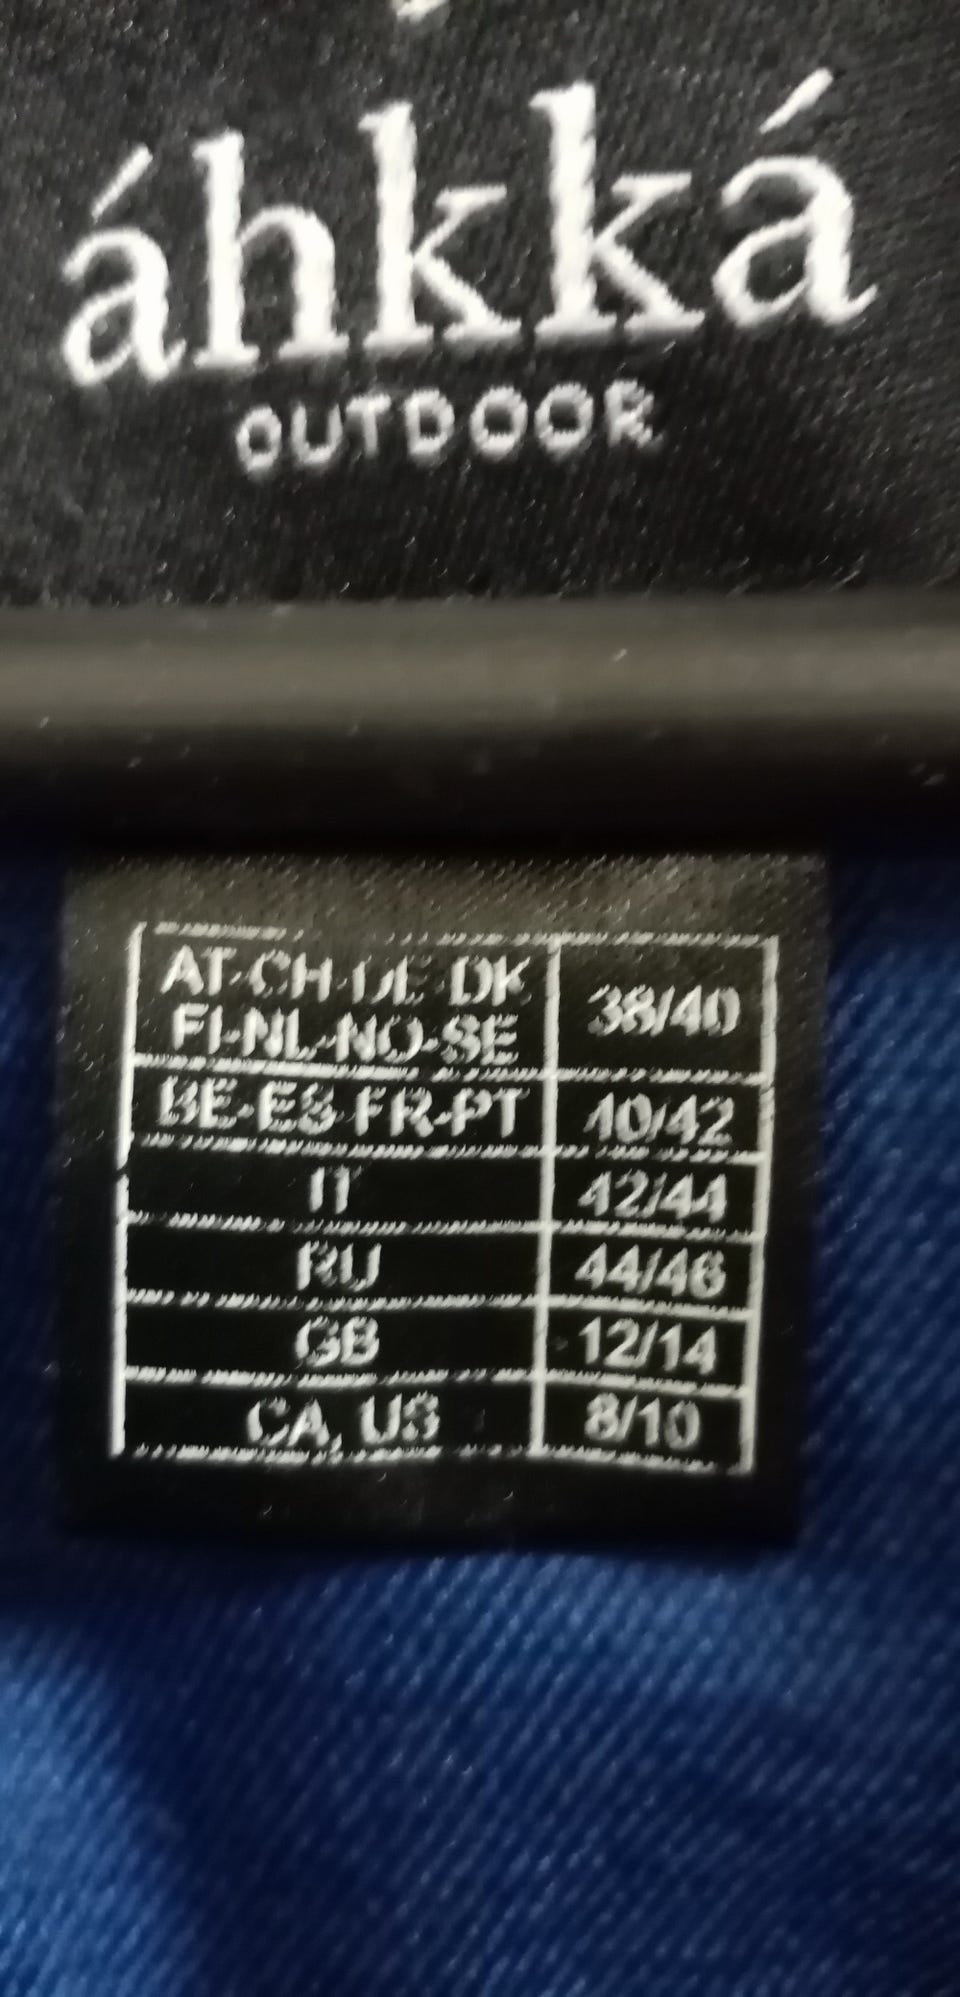 áhkká
OUTDOOR
AT-CH-DE-DK 38/40
FI-NL-NO-SE
BE-ES-FR-PT 40/42
IT 42/44
RU 44/46
GB 12/14
CA, US 8/10